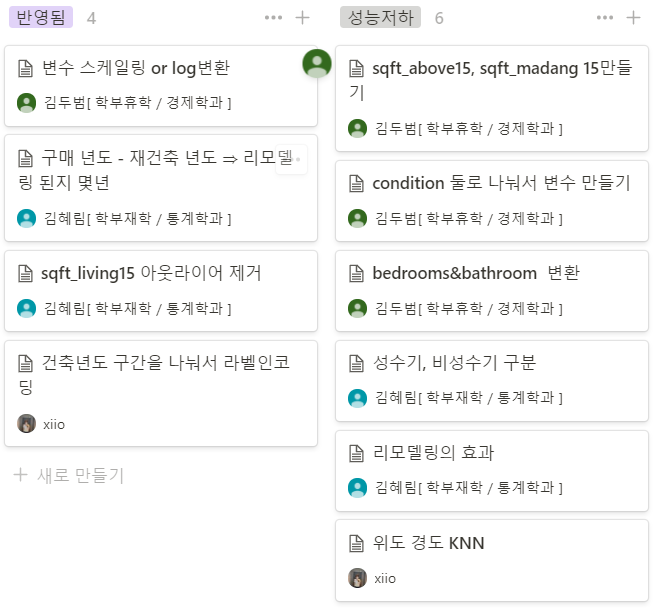 반영됨 4
변수 스케일링 or log변환
김두범[ 학부휴학 / 경제학과 ]
구매 년도 - 재건축 년도 ⇒ 리모델
링 된지 몇년
김혜림[ 학부재학 / 통계학과 ]
sqft_living15 아웃라이어 제거
김혜림[ 학부재학 / 통계학과 ]
건축년도 구간을 나눠서 라벨인코
딩
xiio
새로 만들기
성능저하 6
sqft_above15, sqft_madang 15만들
기
김두범[ 학부휴학 / 경제학과 ]
condition 둘로 나눠서 변수 만들기
김두범[ 학부휴학 / 경제학과 ]
bedrooms&bathroom 변환
김두범[ 학부휴학 / 경제학과 ]
성수기, 비성수기 구분
김혜림[ 학부재학 / 통계학과 ]
리모델링의 효과
김혜림[ 학부재학 / 통계학과 ]
위도 경도 KNN
xiio